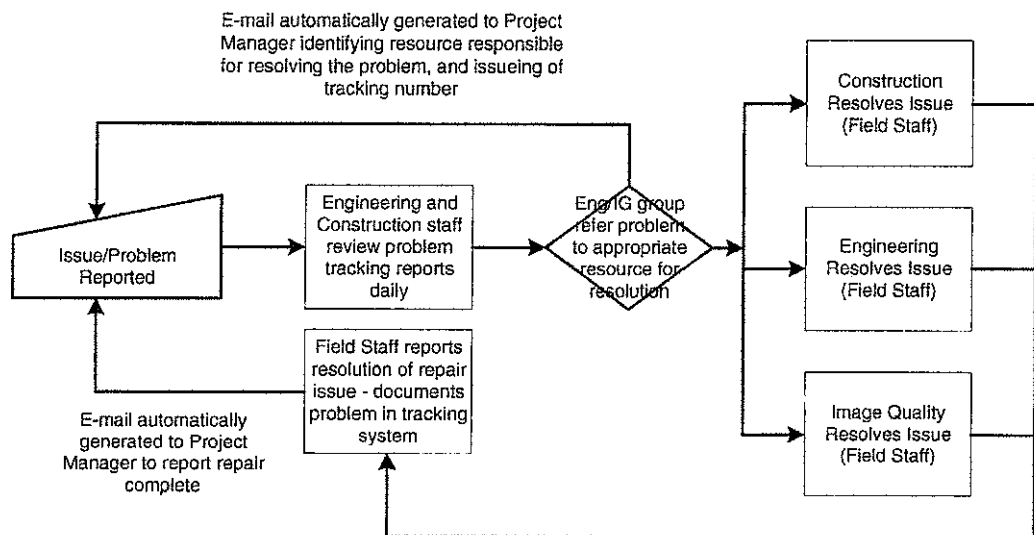 E-mail automatically generated to Project
Manager identifying resource responsible
for resolving the problem, and issueing of
tracking number
Construction
Resolves Issue
(Field Staff)
Issue/Problem
Reported
Engineering and
Construction staff
review problem
tracking reports
daily
Eng/IG group
refer problem
to appropriate
resource for
resolution
Engineering
Resolves Issue
(Field Staff)
Field Staff reports
resolution of repair
issue - documents
problem in tracking
system
E-mail automatically
generated to Project
Manager to report repair
complete
Image Quality
Resolves Issue
(Field Staff)